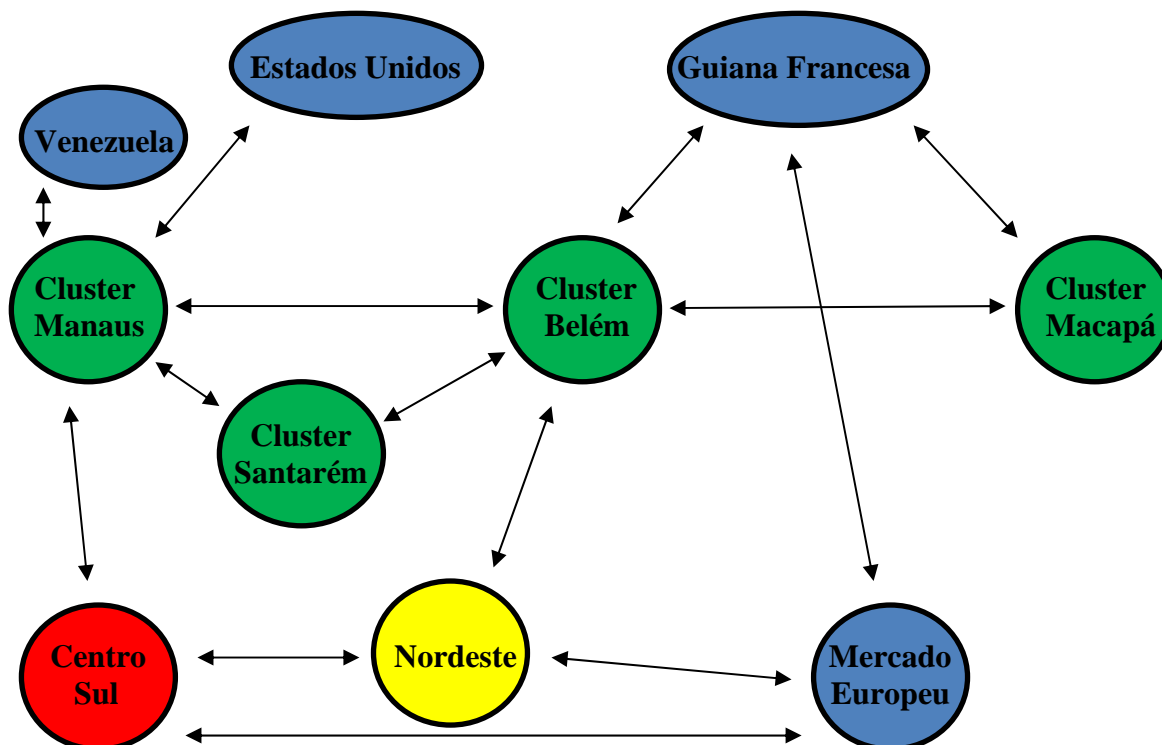 Estados Unidos
Guiana Francesa
Venezuela
Cluster
Manaus
Cluster
Belém
Cluster
Macapá
Cluster
Santarém
Centro
Sul
Nordeste
Mercado
Europeu